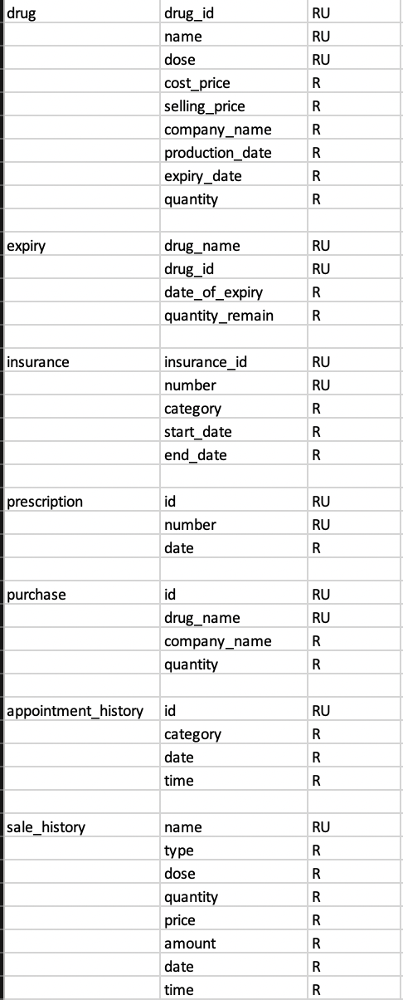 drug drug_id RU
name RU
dose RU
cost_price R
selling_price R
company_name R
production_date R
expiry_date R
quantity R
expiry drug_name RU
drug_id RU
date_of_expiry R
quantity_remain R
insurance insurance_id RU
number RU
category R
start_date R
end_date R
prescription id RU
number RU
date R
purchase id RU
drug_name RU
company_name R
quantity R
appointment_history id RU
category R
date R
time R
sale_history name RU
type R
dose R
quantity R
price R
amount R
date R
time R